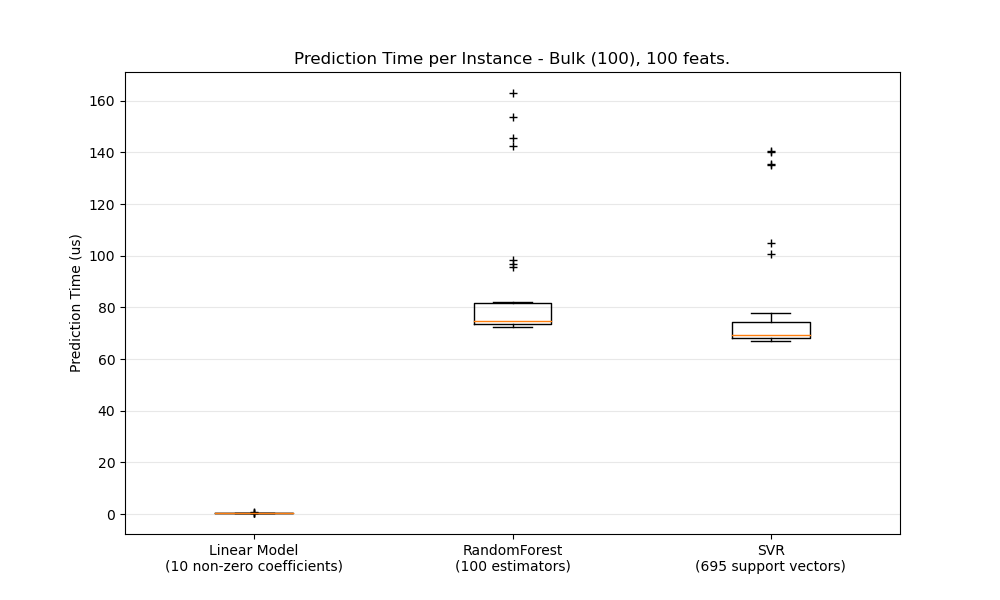 Prediction Time per Instance - Bulk (100), 100 feats.
Prediction Time (us)
160
140
120
100
80
60
40
20
0
Linear Model
(10 non-zero coefficients)
RandomForest
(100 estimators)
SVR
(695 support vectors)